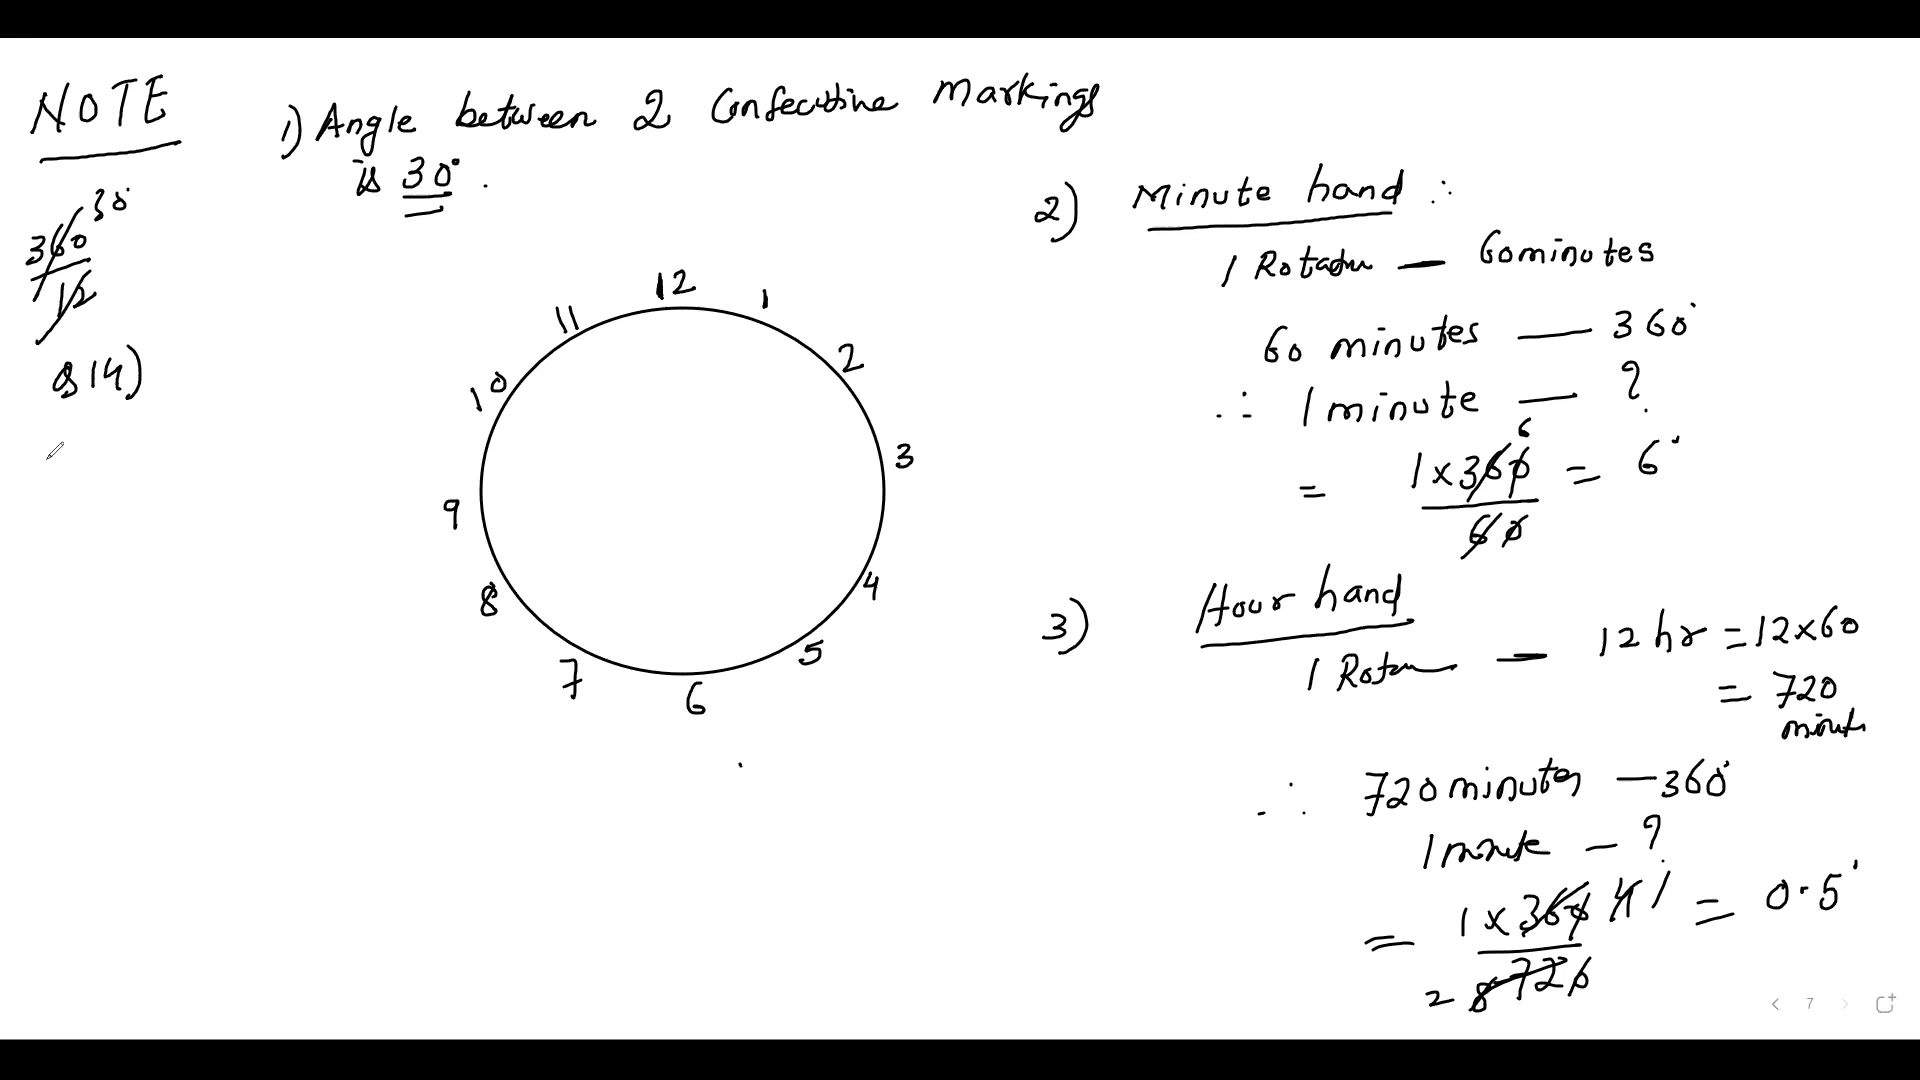 NOTE
1) Angle between 2 Consecutive Markings
is 30°.
360/12 30°
Q14)
12
1
2
3
4
5
6
7
8
9
10
11
2) Minute hand :
1 Rotation — 60 minutes
60 minutes — 360°
∴ 1 minute — ?
= 1 x 360/60 6 = 6°
3) Hour hand
1 Rotation — 12 hr = 12x60
= 720
minutes
∴ 720 minutes — 360°
1 minute — ?
= 1 x 360/720 = 0.5°
7